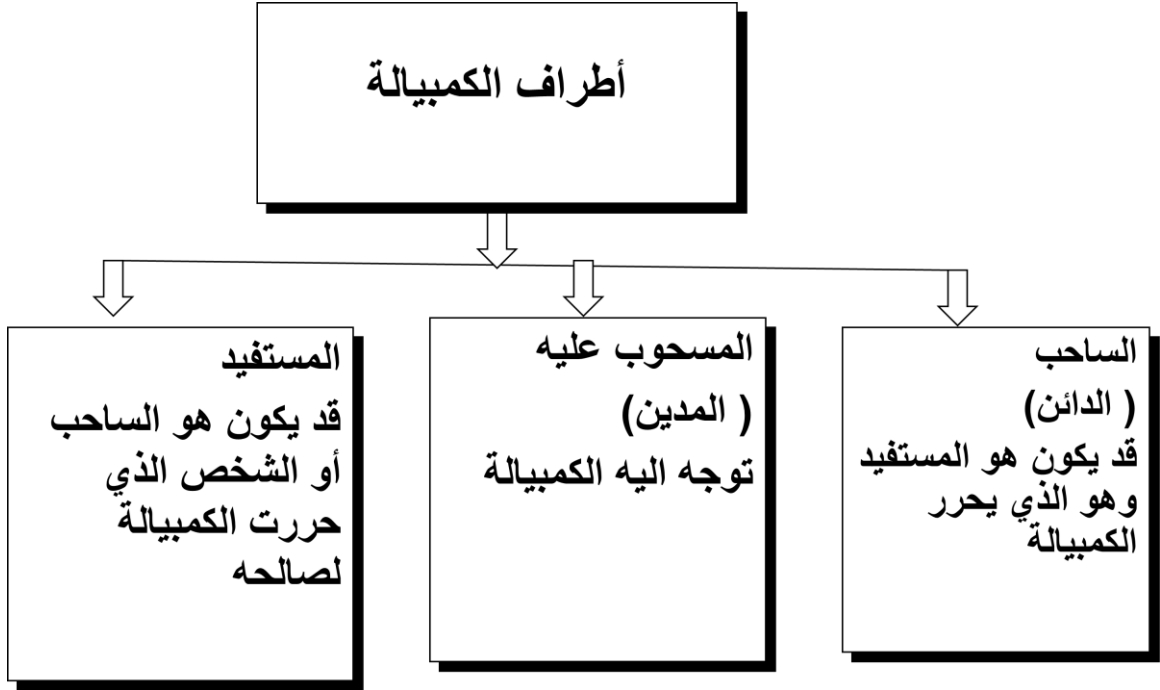 أطراف الكمبيالة
الساحب
( الدائن)
قد يكون هو المستفيد
وهو الذي يحرر
الكمبيالة
المسحوب عليه
( المدين)
توجه اليه الكمبيالة
المستفيد
قد يكون هو الساحب
أو الشخص الذي
حررت الكمبيالة
لصالحه